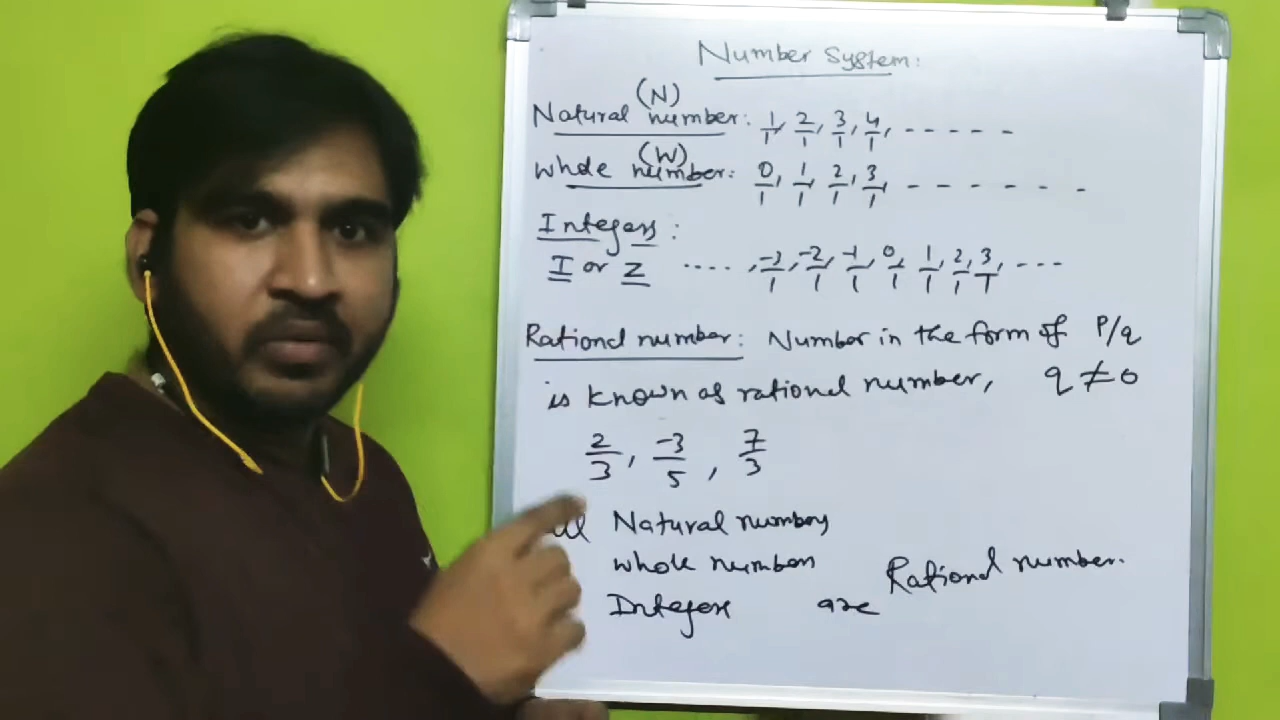 Number System:
(N)
Natural number: 1/1, 2/1, 3/1, 4/1, - - - - -
(W)
Whole number: 0/1, 1/1, 2/1, 3/1, - - - - - -
Integers:
I or Z ...., -3/1, -2/1, -1/1, 0/1, 1/1, 2/1, 3/1, - - -
Rational number: Number in the form of P/q
is known as rational number, q ≠ 0
2/3, -3/5, 7/3
Natural numbers
whole numbers
Integers are Rational number.